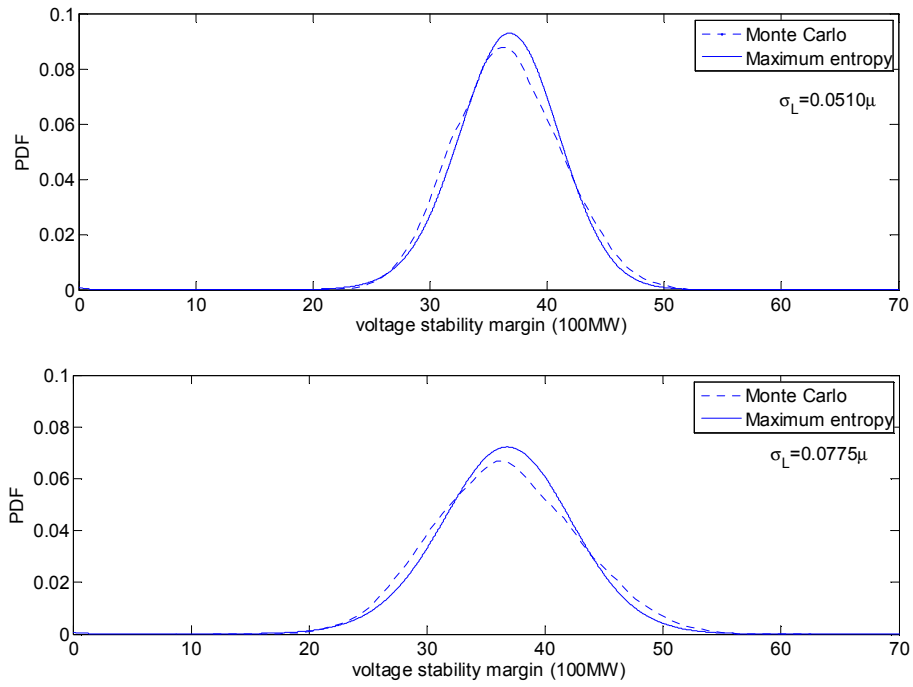 0.1
0.08
0.06
0.04
0.02
0
PDF
Monte Carlo
Maximum entropy
σL=0.0510μ
0 10 20 30 40 50 60 70
voltage stability margin (100MW)
0.1
0.08
0.06
0.04
0.02
0
PDF
Monte Carlo
Maximum entropy
σL=0.0775μ
0 10 20 30 40 50 60 70
voltage stability margin (100MW)